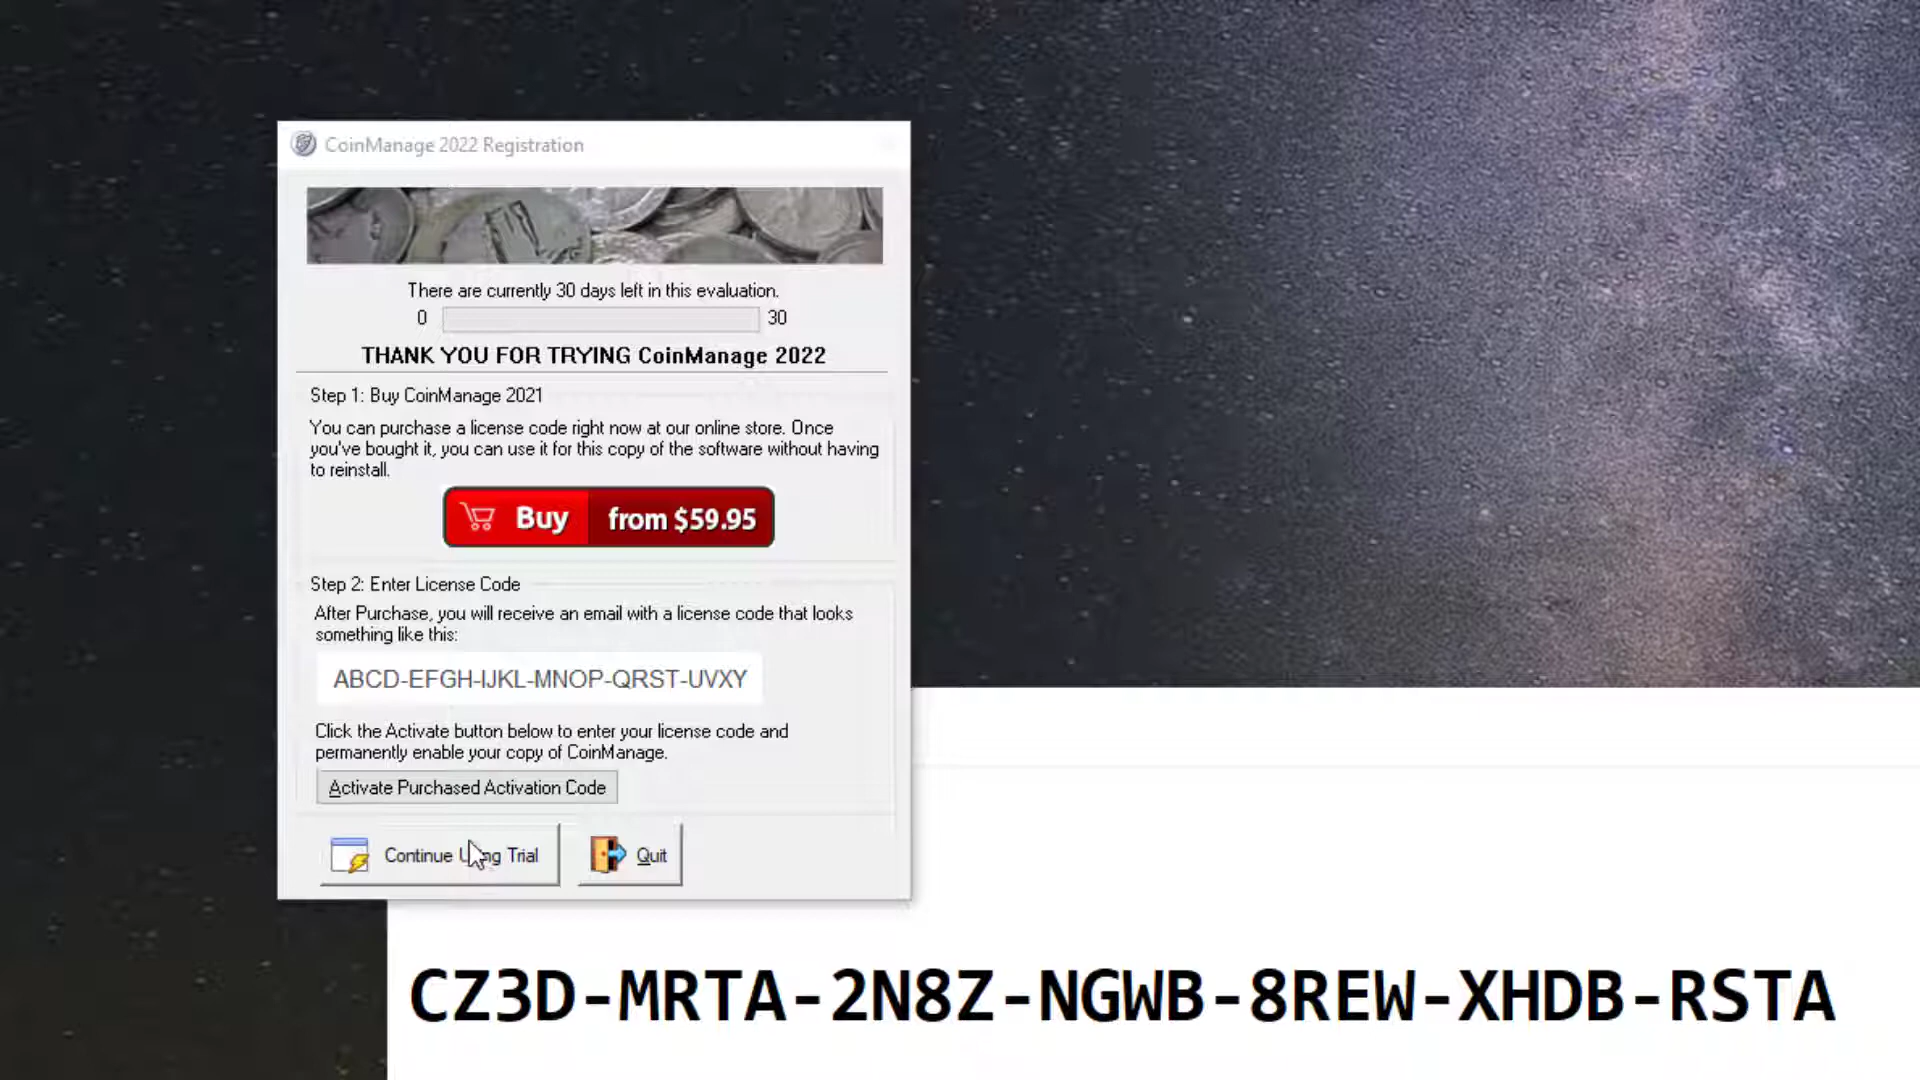 CoinManage 2022 Registration
There are currently 30 days left in this evaluation.
0 30
THANK YOU FOR TRYING CoinManage 2022
Step 1: Buy CoinManage 2021
You can purchase a license code right now at our online store. Once
you've bought it, you can use it for this copy of the software without having
to reinstall.
Buy from $59.95
Step 2: Enter License Code
After Purchase, you will receive an email with a license code that looks
something like this:
ABCD-EFGH-IJKL-MNOP-QRST-UVXY
Click the Activate button below to enter your license code and
permanently enable your copy of CoinManage.
Activate Purchased Activation Code
Continue Using Trial Quit
CZ3D-MRTA-2N8Z-NGWB-8REW-XHDB-RSTA